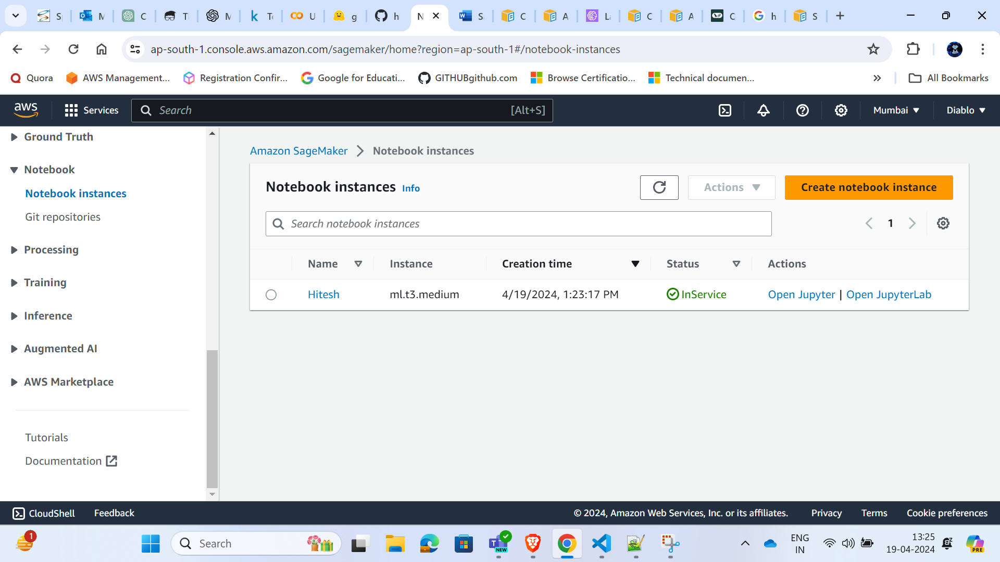 S
M
C
T
M
Te
U
g
h
N
S
C
A
La
C
A
C
h
S
ap-south-1.console.aws.amazon.com/sagemaker/home?region=ap-south-1#/notebook-instances
Quora
AWS Management...
Registration Confir...
Google for Educati...
GITHUBgithub.com
Browse Certificatio...
Technical documen...
»
All Bookmarks
aws
Services
Search
[Alt+S]
Mumbai
Diablo
Ground Truth
Notebook
Notebook instances
Git repositories
Processing
Training
Inference
Augmented AI
AWS Marketplace
Tutorials
Documentation
Amazon SageMaker > Notebook instances
Notebook instances Info
Actions
Create notebook instance
Search notebook instances
1
Name Instance Creation time Status Actions
Hitesh ml.t3.medium 4/19/2024, 1:23:17 PM InService Open Jupyter | Open JupyterLab
CloudShell
Feedback
© 2024, Amazon Web Services, Inc. or its affiliates.
Privacy
Terms
Cookie preferences
1
Search
NEW
ENG
IN
13:25
19-04-2024
PRE